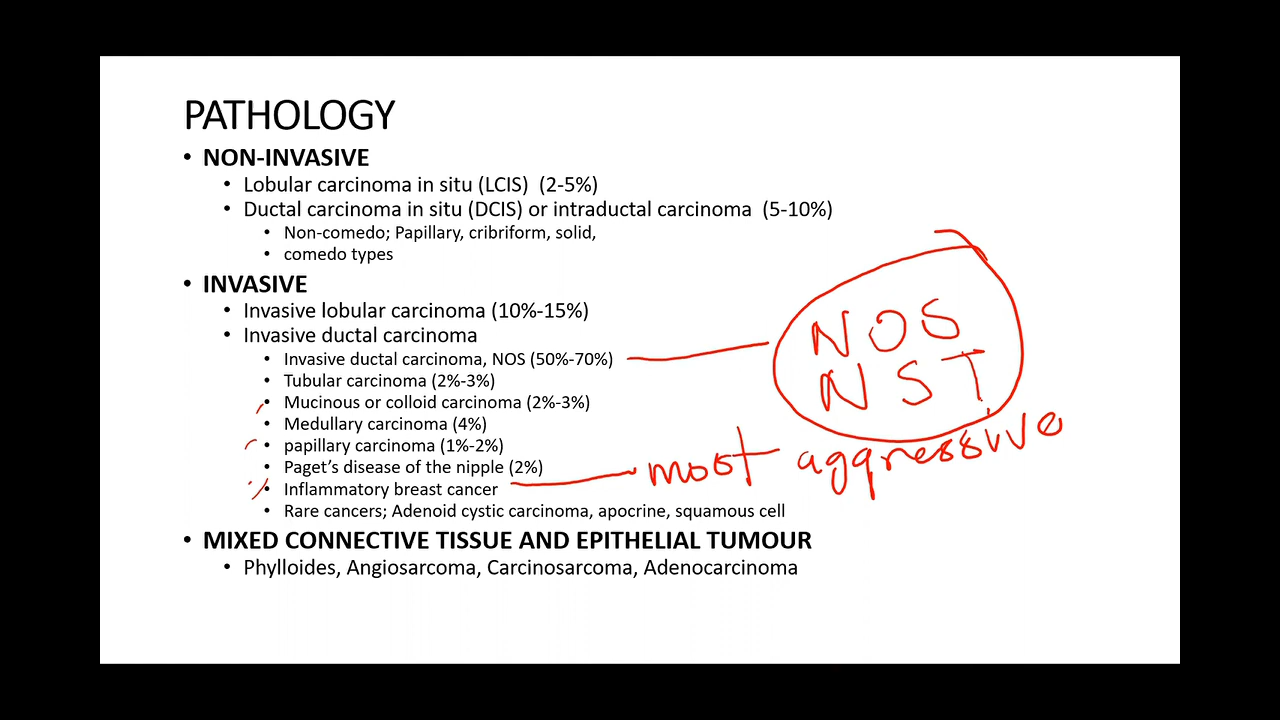 PATHOLOGY
• NON-INVASIVE
• Lobular carcinoma in situ (LCIS) (2-5%)
• Ductal carcinoma in situ (DCIS) or intraductal carcinoma (5-10%)
• Non-comedo; Papillary, cribriform, solid,
• comedo types
• INVASIVE
• Invasive lobular carcinoma (10%-15%)
• Invasive ductal carcinoma
• Invasive ductal carcinoma, NOS (50%-70%)
• Tubular carcinoma (2%-3%)
• Mucinous or colloid carcinoma (2%-3%)
• Medullary carcinoma (4%)
• papillary carcinoma (1%-2%)
• Paget’s disease of the nipple (2%)
• Inflammatory breast cancer
• Rare cancers; Adenoid cystic carcinoma, apocrine, squamous cell
• MIXED CONNECTIVE TISSUE AND EPITHELIAL TUMOUR
• Phylloides, Angiosarcoma, Carcinosarcoma, Adenocarcinoma
NOS
NST
most aggressive